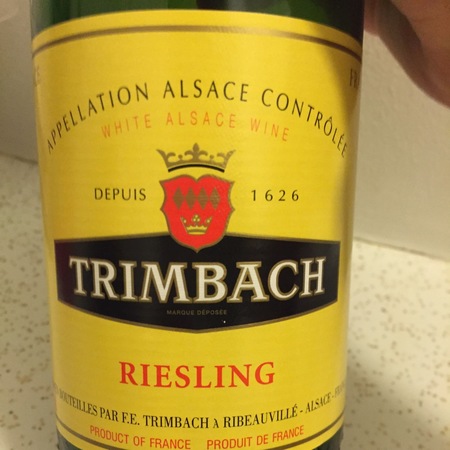 APPELLATION ALSACE CONTRÔLÉE
WHITE ALSACE WINE
DEPUIS 1626
TRIMBACH
MARQUE DÉPOSÉE
RIESLING
BOUTEILLES PAR F.E. TRIMBACH À RIBEAUVILLÉ - ALSACE -
PRODUCT OF FRANCE PRODUIT DE FRANCE